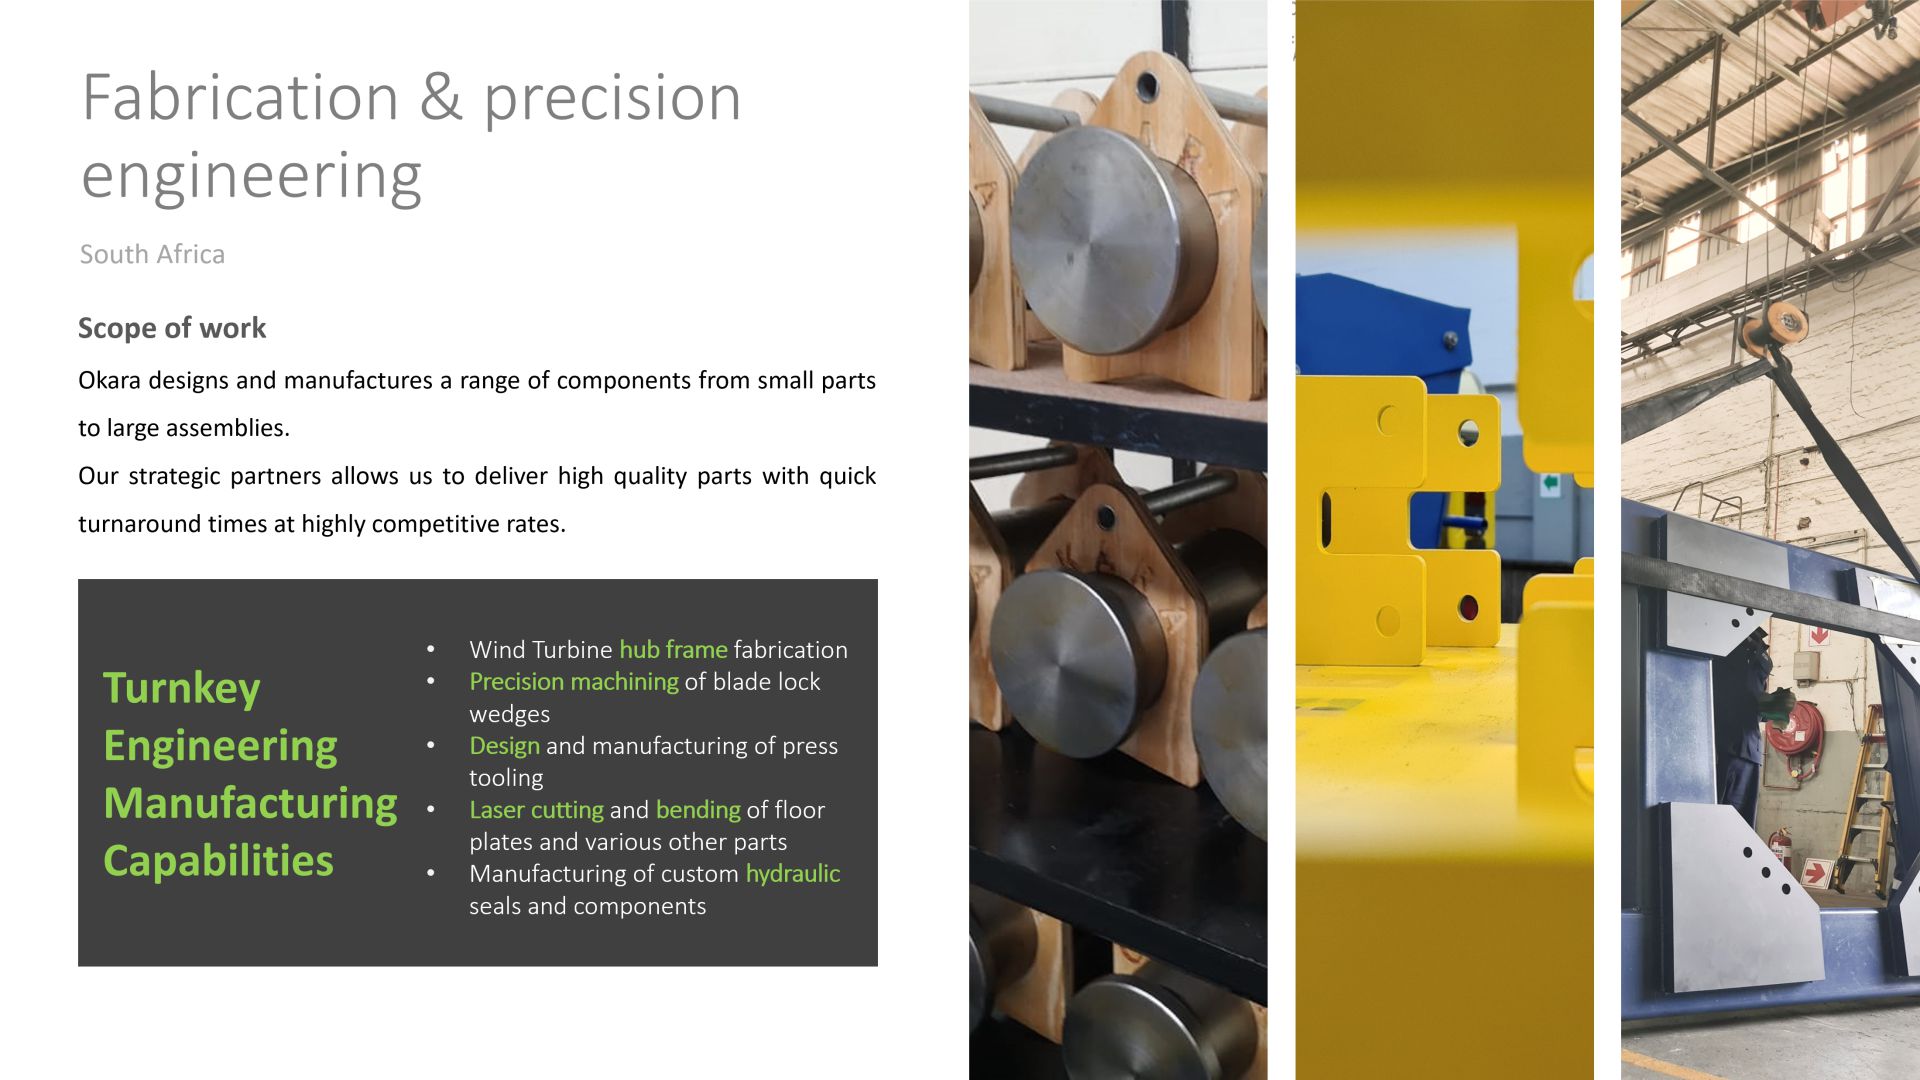 Fabrication & precision
engineering
South Africa
Scope of work
Okara designs and manufactures a range of components from small parts
to large assemblies.
Our strategic partners allows us to deliver high quality parts with quick
turnaround times at highly competitive rates.
Turnkey
Engineering
Manufacturing
Capabilities
• Wind Turbine hub frame fabrication
• Precision machining of blade lock
wedges
• Design and manufacturing of press
tooling
• Laser cutting and bending of floor
plates and various other parts
• Manufacturing of custom hydraulic
seals and components